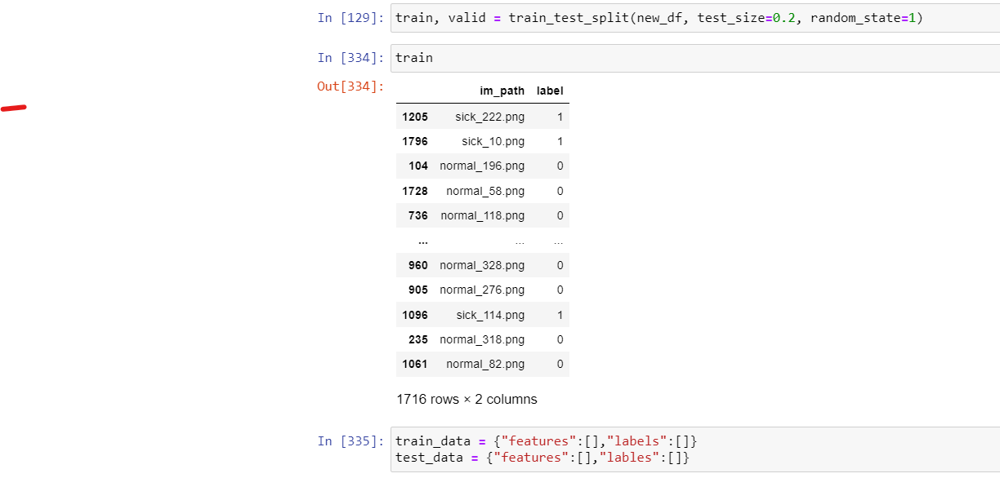 In [129]: train, valid = train_test_split(new_df, test_size=0.2, random_state=1)
In [334]: train
Out[334]:
im_path label
1205 sick_222.png 1
1796 sick_10.png 1
104 normal_196.png 0
1728 normal_58.png 0
736 normal_118.png 0
... ... ...
960 normal_328.png 0
905 normal_276.png 0
1096 sick_114.png 1
235 normal_318.png 0
1061 normal_82.png 0
1716 rows × 2 columns
In [335]: train_data = {"features":[],"labels":[]}
test_data = {"features":[],"lables":[]}